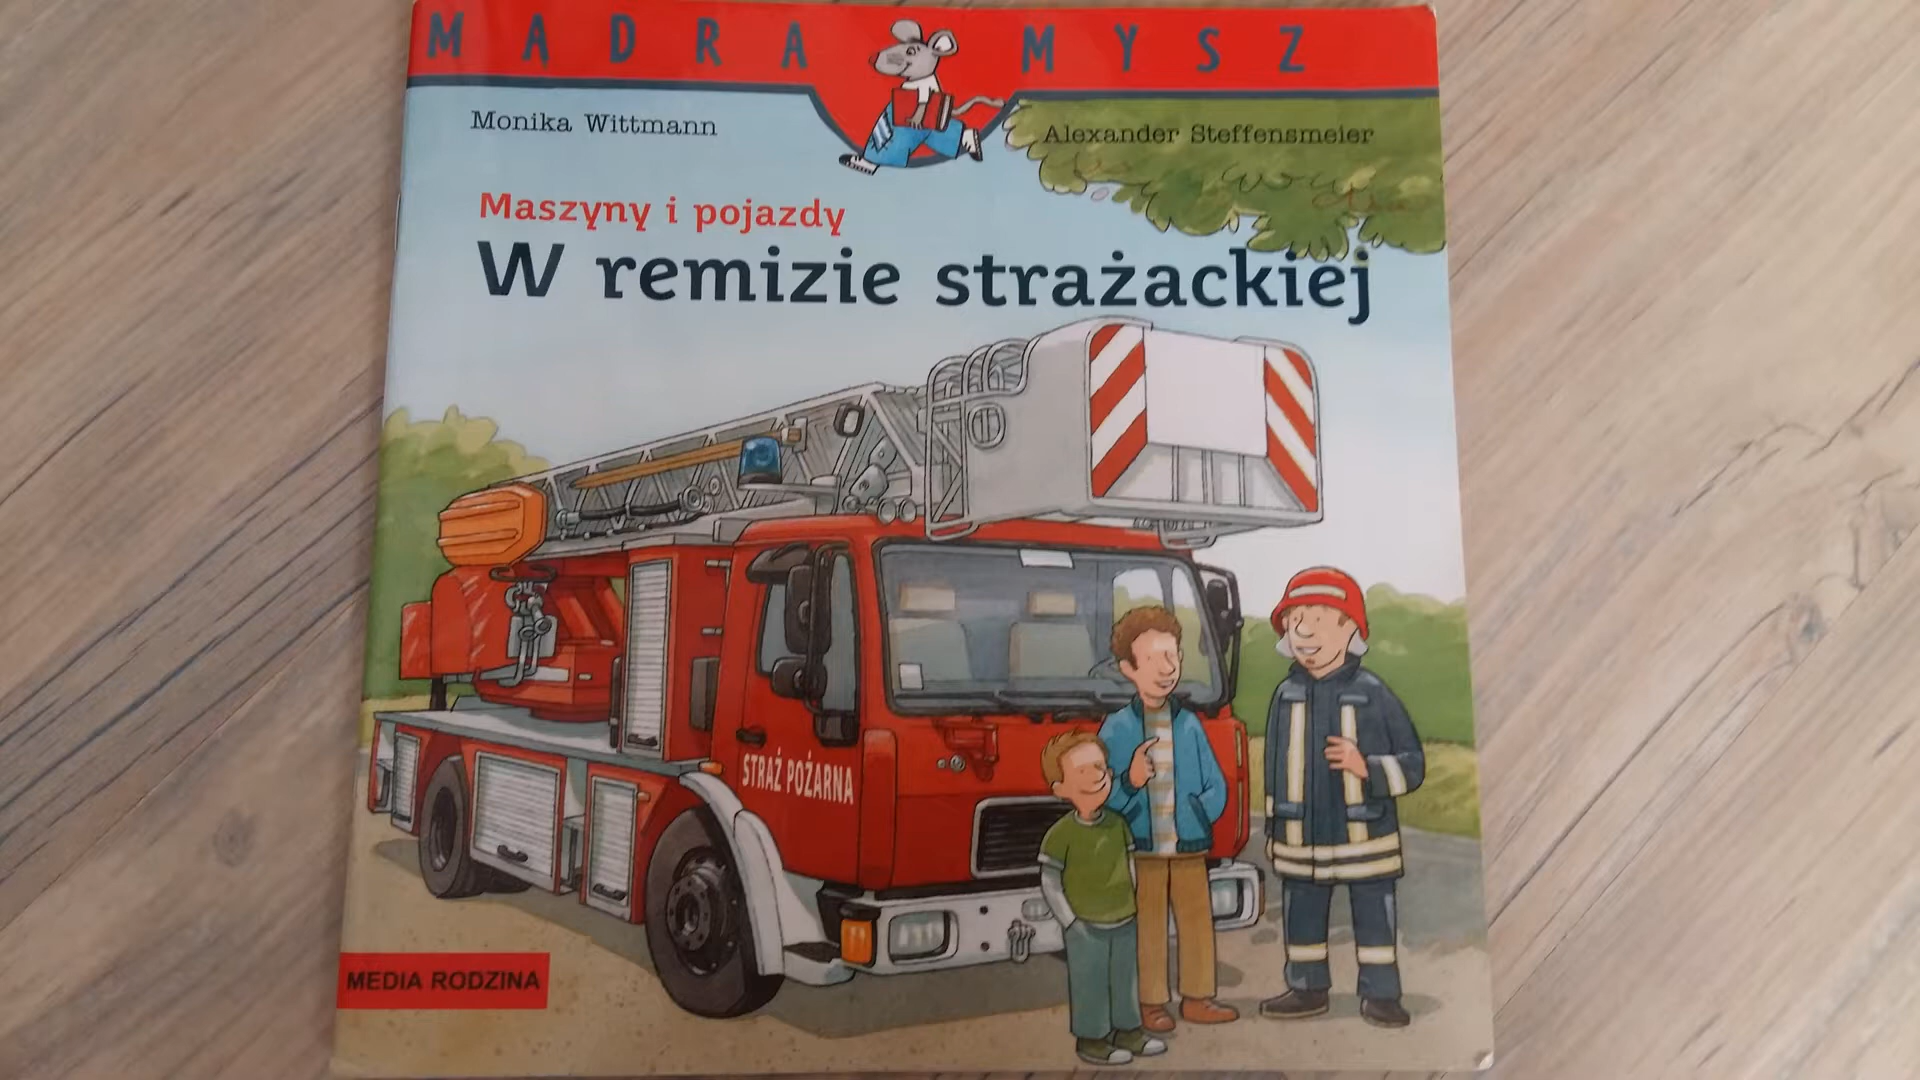 MĄDRA MYSZ
Monika Wittmann
Alexander Steffensmeier
Maszyny i pojazdy
W remizie strażackiej
STRAŻ POŻARNA
MEDIA RODZINA